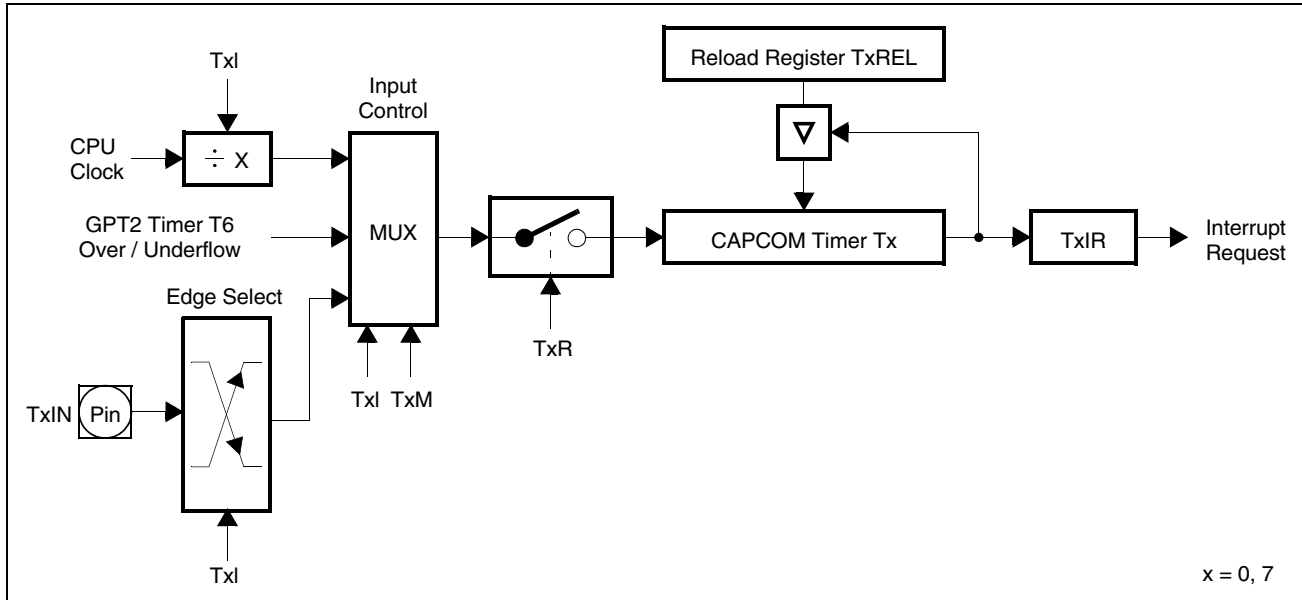 Reload Register TxREL
TxI
Input
Control
CPU
Clock
÷ X
GPT2 Timer T6
Over / Underflow
MUX
CAPCOM Timer Tx
TxIR
Interrupt
Request
Edge Select
TxR
TxI TxM
TxIN
Pin
TxI
x = 0, 7